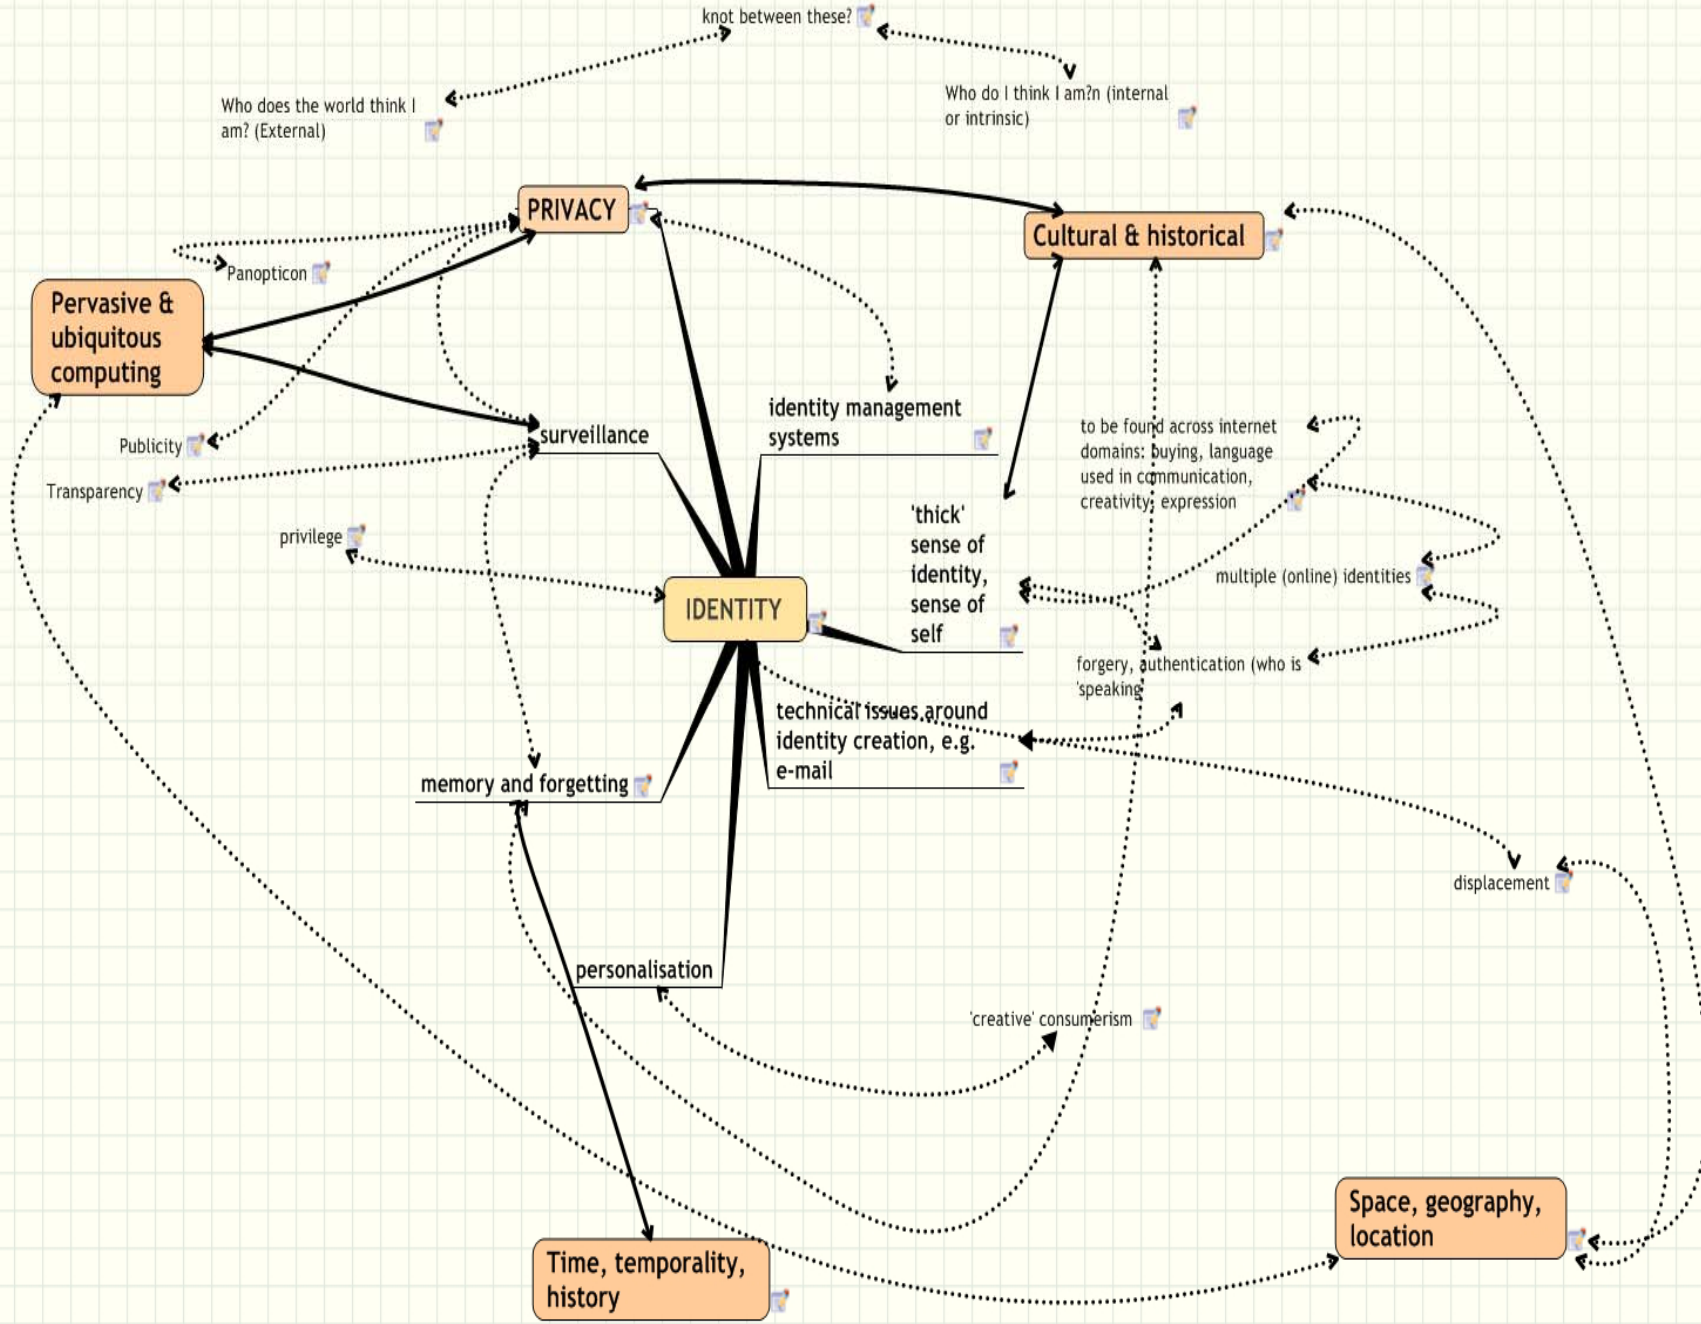 knot between these?
Who does the world think I
am? (External)
Who do I think I am?n (internal
or intrinsic)
PRIVACY
Cultural & historical
Panopticon
Pervasive &
ubiquitous
computing
identity management
systems
surveillance
Publicity
to be found across internet
domains: buying, language
used in communication,
creativity, expression
Transparency
privilege
'thick'
sense of
identity,
sense of
self
multiple (online) identities
IDENTITY
forgery, authentication (who is
'speaking'
technical issues around
identity creation, e.g.
e-mail
memory and forgetting
displacement
personalisation
'creative' consumerism
Space, geography,
location
Time, temporality,
history